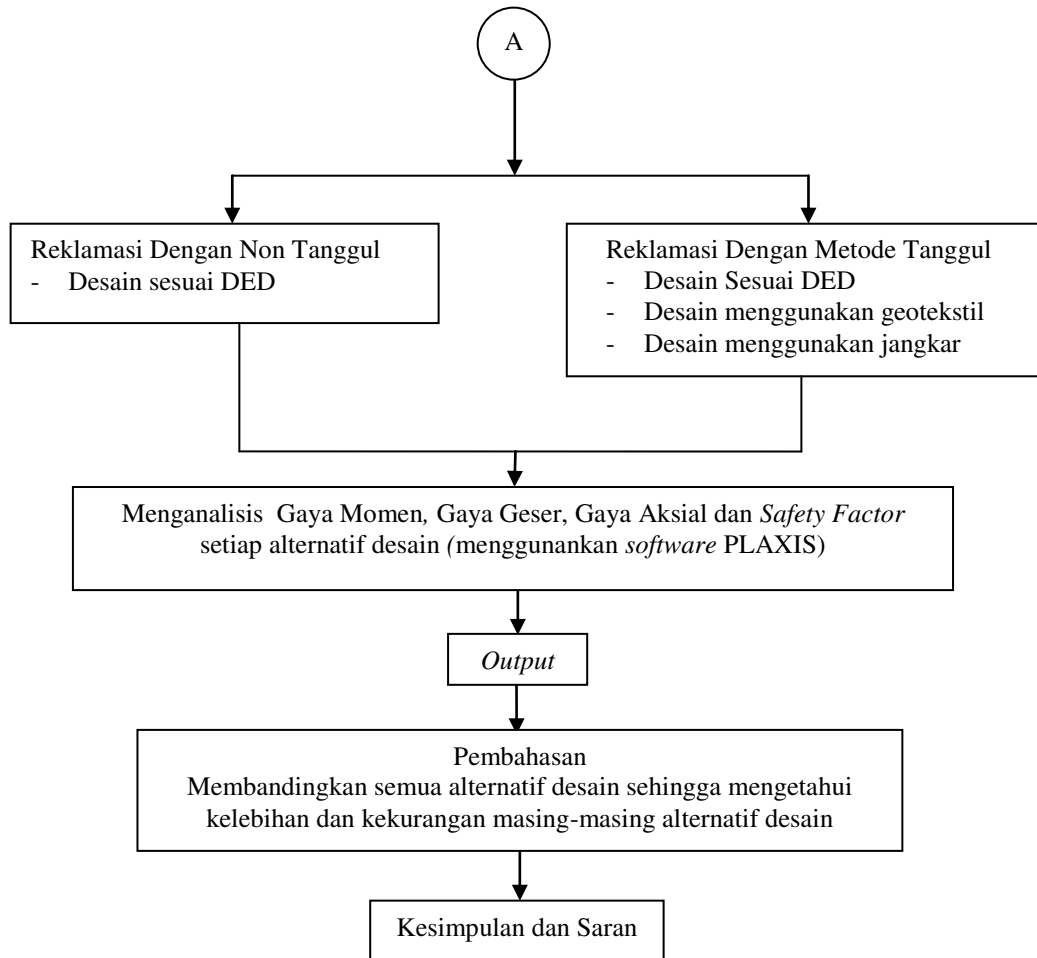 A
Reklamasi Dengan Non Tanggul
- Desain sesuai DED
Reklamasi Dengan Metode Tanggul
- Desain Sesuai DED
- Desain menggunakan geotekstil
- Desain menggunakan jangkar
Menganalisis Gaya Momen, Gaya Geser, Gaya Aksial dan Safety Factor
setiap alternatif desain (menggunankan software PLAXIS)
Output
Pembahasan
Membandingkan semua alternatif desain sehingga mengetahui
kelebihan dan kekurangan masing-masing alternatif desain
Kesimpulan dan Saran